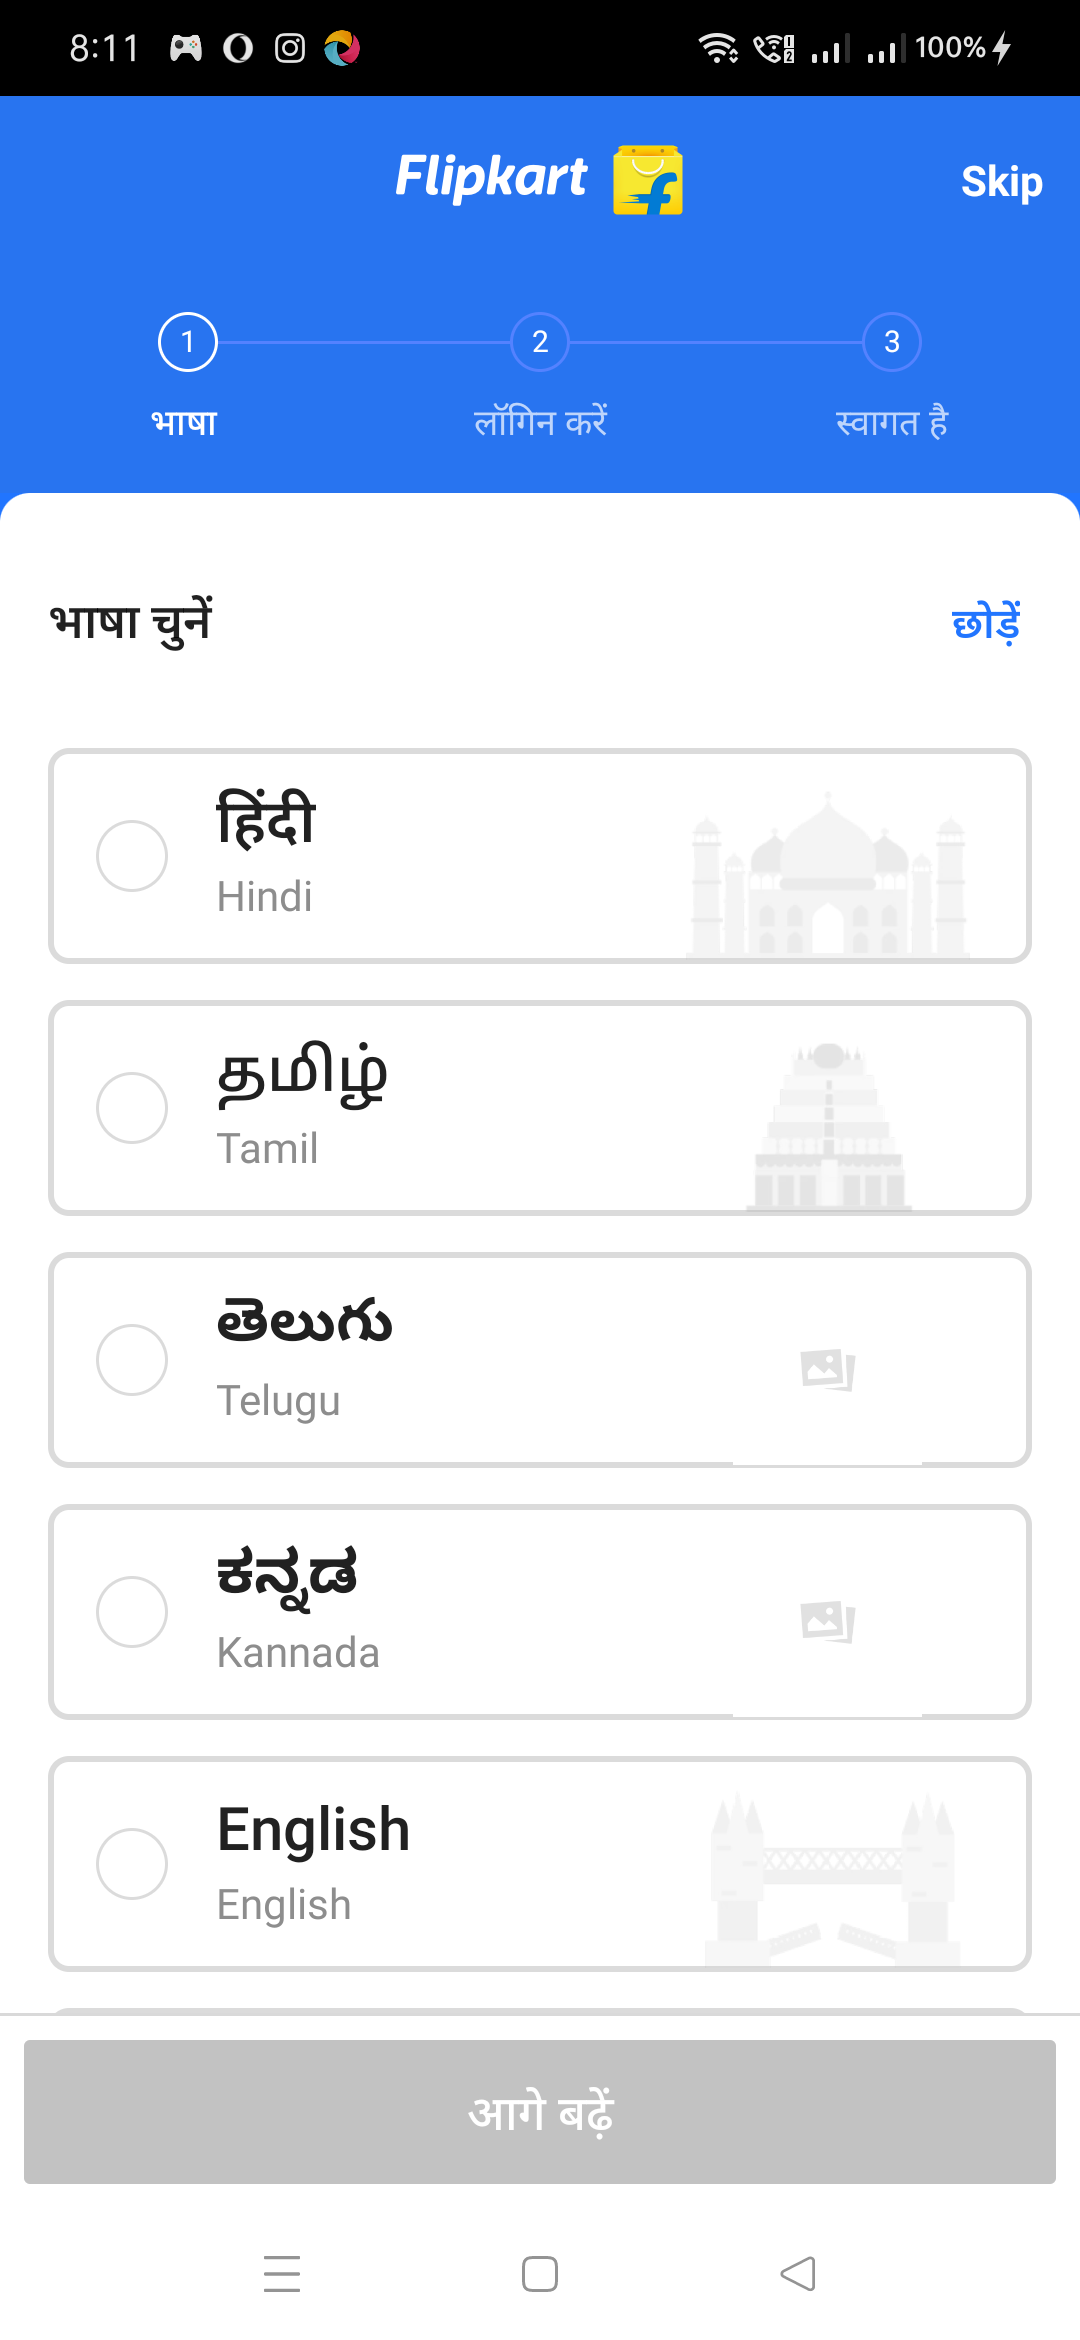 8:11 100%
Flipkart
Skip
1 2 3
भाषा लॉगिन करें स्वागत है
भाषा चुनें छोड़ें
हिंदी
Hindi
தமிழ்
Tamil
తెలుగు
Telugu
ಕನ್ನಡ
Kannada
English
English
आगे बढ़ें